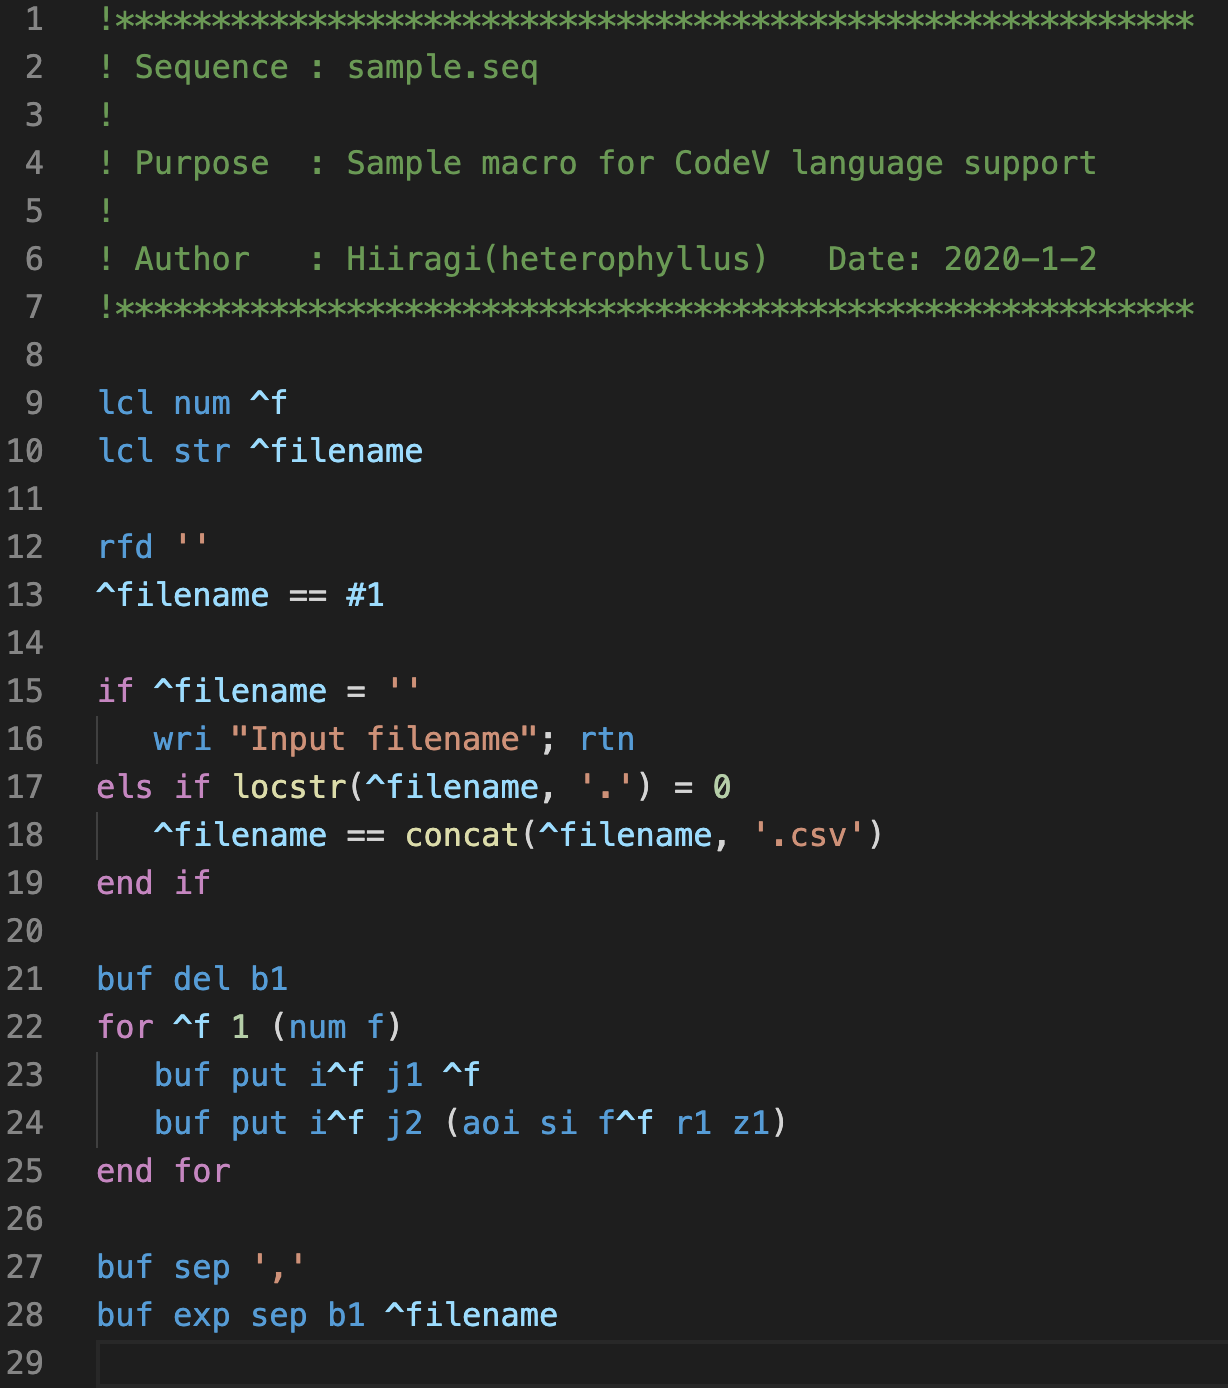 1 !********************************************************
2 ! Sequence : sample.seq
3 !
4 ! Purpose  : Sample macro for CodeV language support
5 !
6 ! Author   : Hiiragi(heterophyllus)   Date: 2020-1-2
7 !********************************************************
8
9 lcl num ^f
10 lcl str ^filename
11
12 rfd ''
13 ^filename == #1
14
15 if ^filename = ''
16    wri "Input filename"; rtn
17 els if locstr(^filename, '.') = 0
18    ^filename == concat(^filename, '.csv')
19 end if
20
21 buf del b1
22 for ^f 1 (num f)
23    buf put i^f j1 ^f
24    buf put i^f j2 (aoi si f^f r1 z1)
25 end for
26
27 buf sep ','
28 buf exp sep b1 ^filename
29